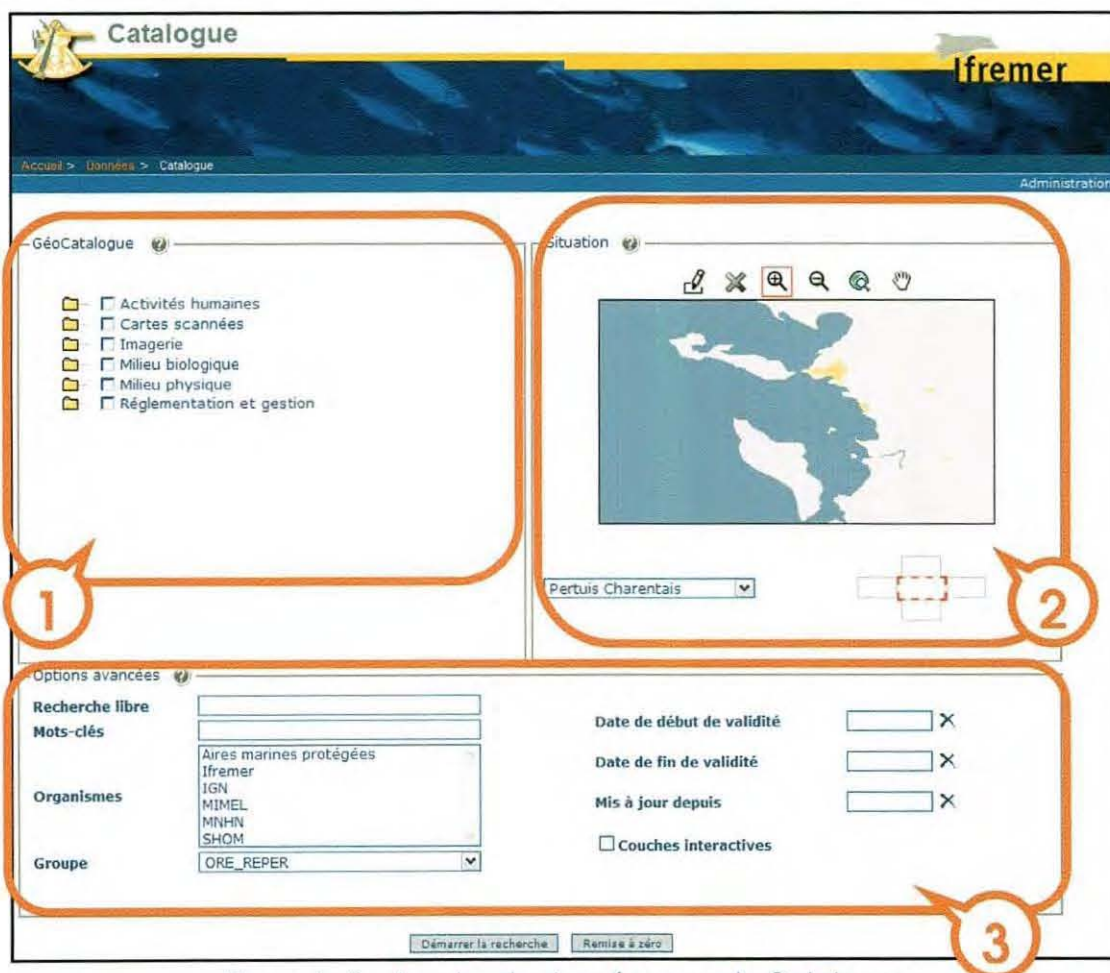 Catalogue
Ifremer
Accueil > Données > Catalogue
Administration
GéoCatalogue
Activités humaines
Cartes scannées
Imagerie
Milieu biologique
Milieu physique
Réglementation et gestion
1
Situation
Pertuis Charentais
2
Options avancées
Recherche libre
Mots-clés
Organismes
Aires marines protégées
Ifremer
IGN
MIMEL
MNHN
SHOM
Groupe
ORE_REPER
Date de début de validité
Date de fin de validité
Mis à jour depuis
Couches interactives
3
Démarrer la recherche
Remise à zéro